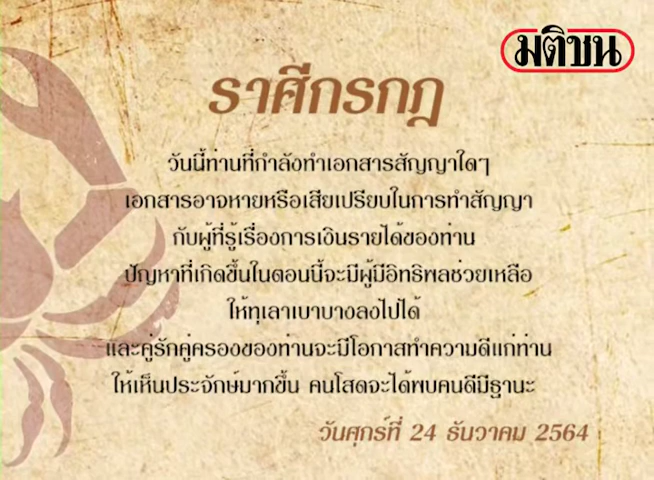 มติชน
ราศีกรกฎ
วันนี้ท่านที่กำลังทำเอกสารสัญญาใดๆ
เอกสารอาจหายหรือเสียเปรียบในการทำสัญญา
กับผู้ที่รู้เรื่องการเงินรายได้ของท่าน
ปัญหาที่เกิดขึ้นในตอนนี้จะมีผู้มีอิทธิพลช่วยเหลือ
ให้ทุเลาเบาบางลงไปได้
และคู่รักคู่ครองของท่านจะมีโอกาสทำความดีแก่ท่าน
ให้เห็นประจักษ์มากขึ้น คนโสดจะได้พบคนดีมีฐานะ
วันศุกร์ที่ 24 ธันวาคม 2564